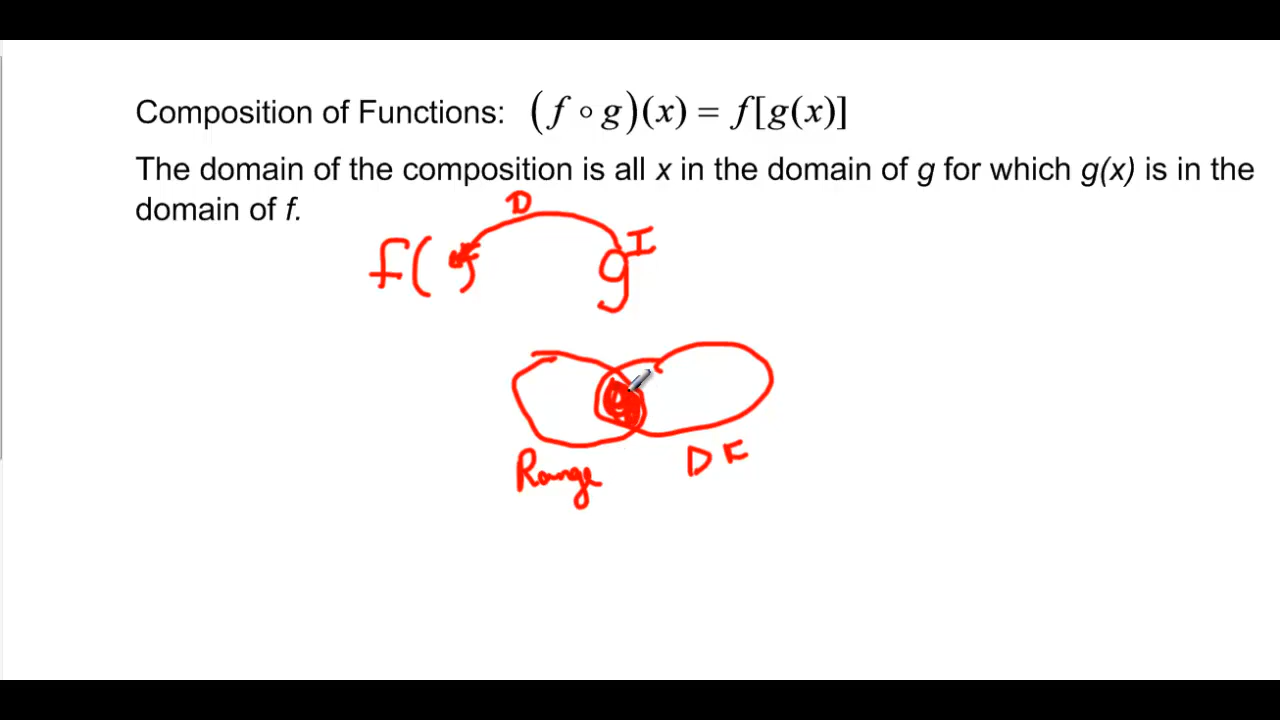 Composition of Functions: (f ∘ g)(x) = f[g(x)]
The domain of the composition is all x in the domain of g for which g(x) is in the
domain of f.
D
f( ) g I
Range D F